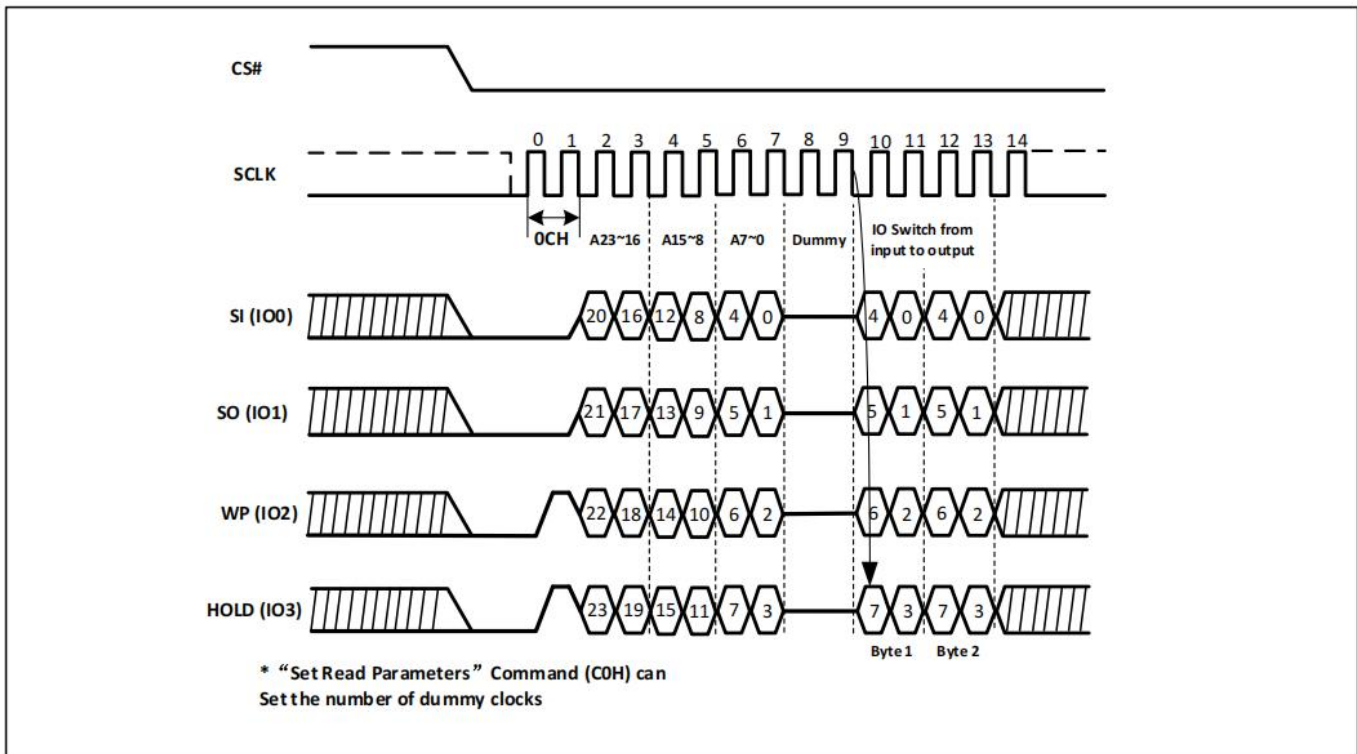 CS#
0 1 2 3 4 5 6 7 8 9 10 11 12 13 14
SCLK
0CH
A23~16 A15~8 A7~0 Dummy
IO Switch from
input to output
SI (IO0) 20 16 12 8 4 0 4 0 4 0
SO (IO1) 21 17 13 9 5 1 5 1 5 1
WP (IO2) 22 18 14 10 6 2 6 2 6 2
HOLD (IO3) 23 19 15 11 7 3 7 3 7 3
Byte 1 Byte 2
* “Set Read Parameters” Command (C0H) can
Set the number of dummy clocks